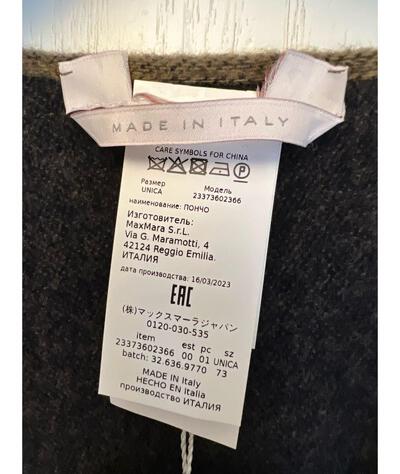 MADE IN ITALY
CARE SYMBOLS FOR CHINA
Размер Модель
UNICA 23373602366
наименование: ПОНЧО
Изготовитель:
MaxMara S.r.L.
Via G. Maramotti, 4
42124 Reggio Emilia.
ИТАЛИЯ
дата производства: 16/03/2023
EAC
(株)マックスマーラジャパン
0120-030-535
item est pc sz
23373602366 00 01 UNICA
batch: 32.636.9770 73
MADE IN Italy
HECHO EN italia
производство ИТАЛИЯ